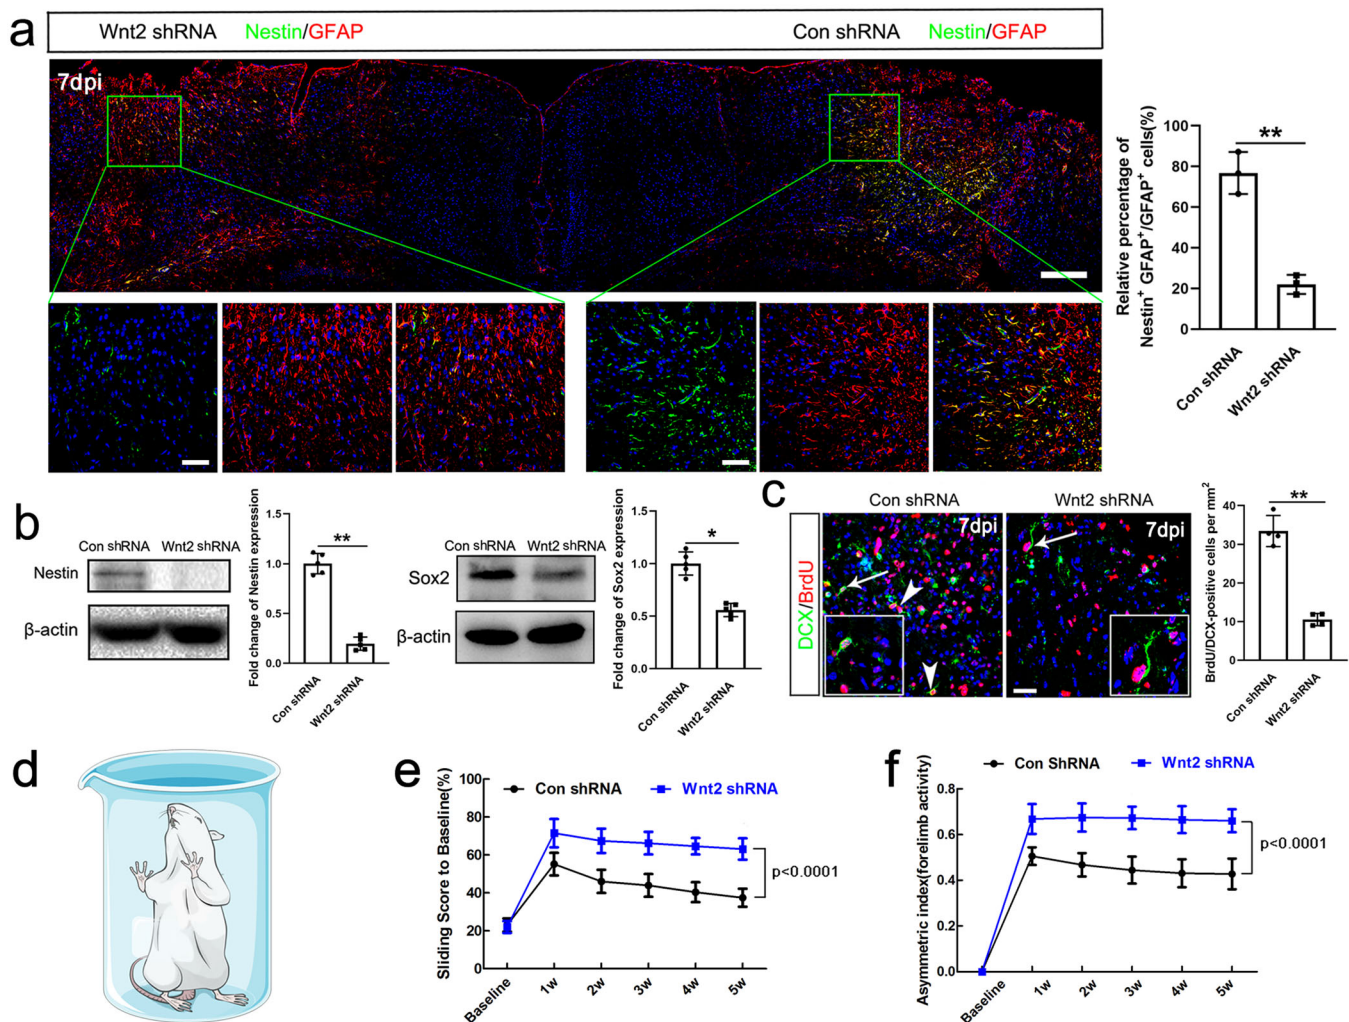 a
Wnt2 shRNA Nestin/GFAP Con shRNA Nestin/GFAP
7dpi
Relative percentage of
Nestin⁺ GFAP⁺/GFAP⁺ cells(%)
100
80
60
40
20
0
**
Con shRNA
Wnt2 shRNA
b
Con shRNA Wnt2 shRNA
Nestin
β-actin
Fold change of Nestin expression
1.5
1.0
0.5
0.0
**
Con shRNA
Wnt2 shRNA
Con shRNA Wnt2 shRNA
Sox2
β-actin
Fold change of Sox2 expression
1.5
1.0
0.5
0.0
*
Con shRNA
Wnt2 shRNA
c
Con shRNA Wnt2 shRNA
DCX/BrdU
7dpi
7dpi
BrdU/DCX-positive cells per mm²
40
30
20
10
0
**
Con shRNA
Wnt2 shRNA
d
e
Con shRNA Wnt2 shRNA
Sliding Score to Baseline(%)
100
80
60
40
20
0
p<0.0001
Baseline 1w 2w 3w 4w 5w
f
Con ShRNA Wnt2 shRNA
Asymmetric index(forelimb activity)
0.8
0.6
0.4
0.2
0.0
p<0.0001
Baseline 1w 2w 3w 4w 5w